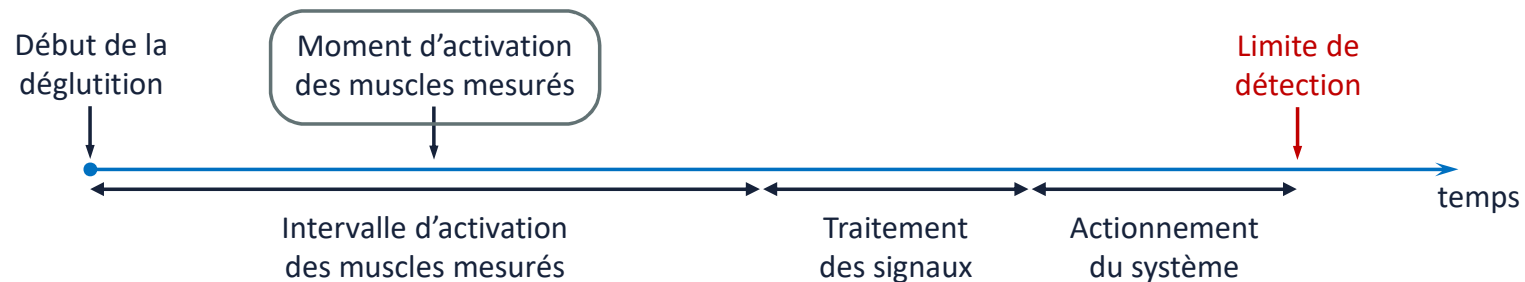 Début de la
déglutition
Moment d’activation
des muscles mesurés
Limite de
détection
temps
Intervalle d’activation
des muscles mesurés
Traitement
des signaux
Actionnement
du système